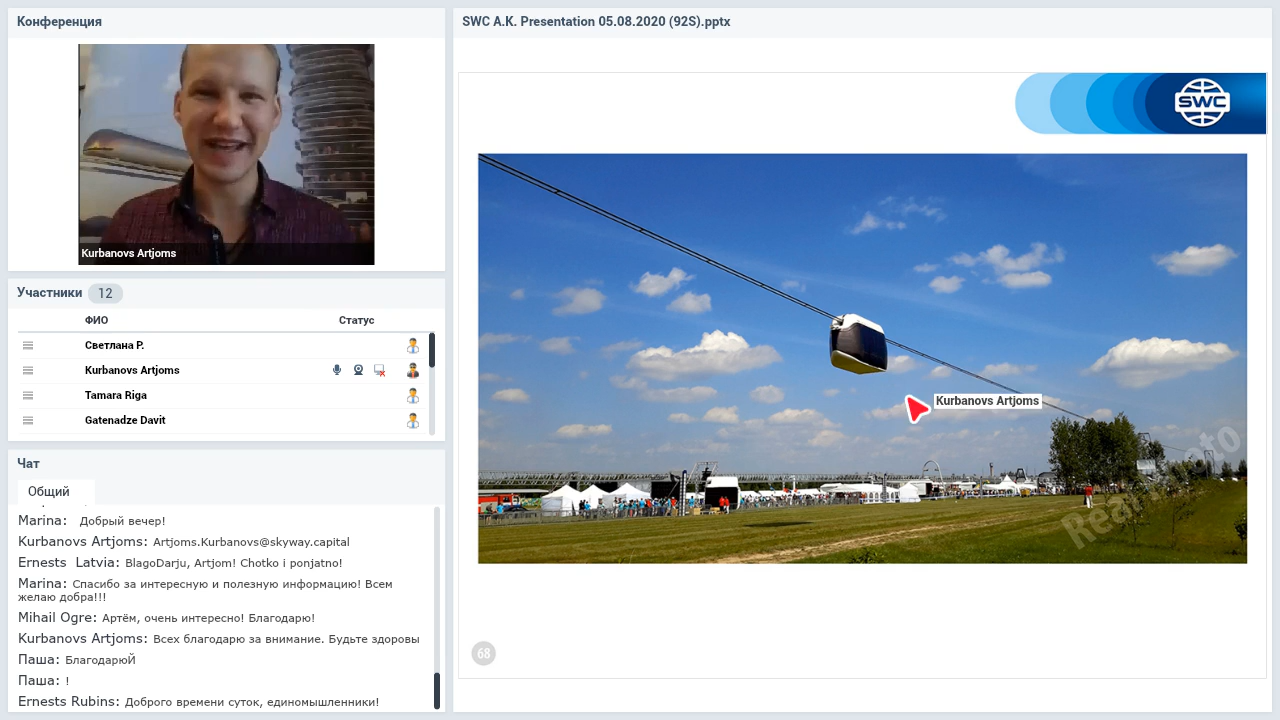 Конференция
Kurbanovs Artjoms
Участники 12
ФИО Статус
Светлана Р.
Kurbanovs Artjoms
Tamara Riga
Gatenadze Davit
Чат
Общий
Marina: Добрый вечер!
Kurbanovs Artjoms: Artjoms.Kurbanovs@skyway.capital
Ernests Latvia: BlagoDarju, Artjom! Chotko i ponjatno!
Marina: Спасибо за интересную и полезную информацию! Всем
желаю добра!!!
Mihail Ogre: Артём, очень интересно! Благодарю!
Kurbanovs Artjoms: Всех благодарю за внимание. Будьте здоровы
Паша: БлагодарюЙ
Паша: !
Ernests Rubins: Доброго времени суток, единомышленники!
SWC A.K. Presentation 05.08.2020 (92S).pptx
SWC
Kurbanovs Artjoms
Real photo
68